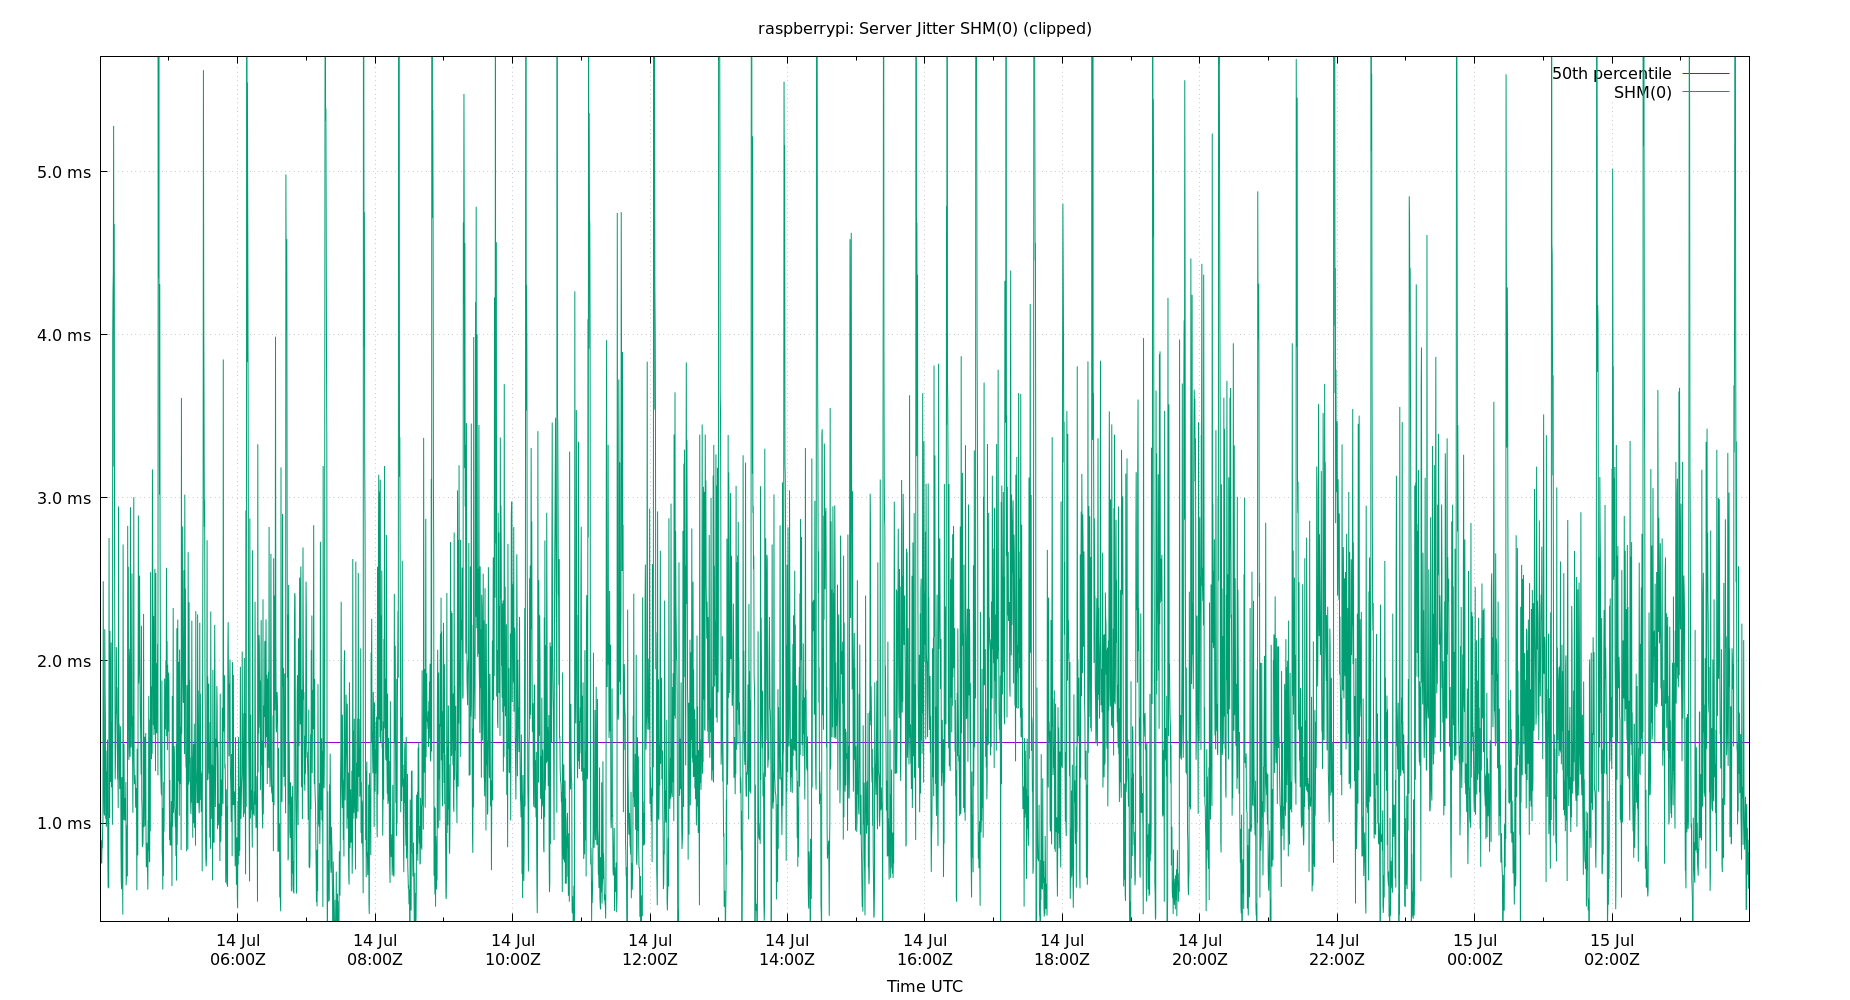 raspberrypi: Server Jitter SHM(0) (clipped)
50th percentile
SHM(0)
5.0 ms
4.0 ms
3.0 ms
2.0 ms
1.0 ms
14 Jul 14 Jul 14 Jul 14 Jul 14 Jul 14 Jul 14 Jul 14 Jul 14 Jul 15 Jul 15 Jul
06:00Z 08:00Z 10:00Z 12:00Z 14:00Z 16:00Z 18:00Z 20:00Z 22:00Z 00:00Z 02:00Z
Time UTC